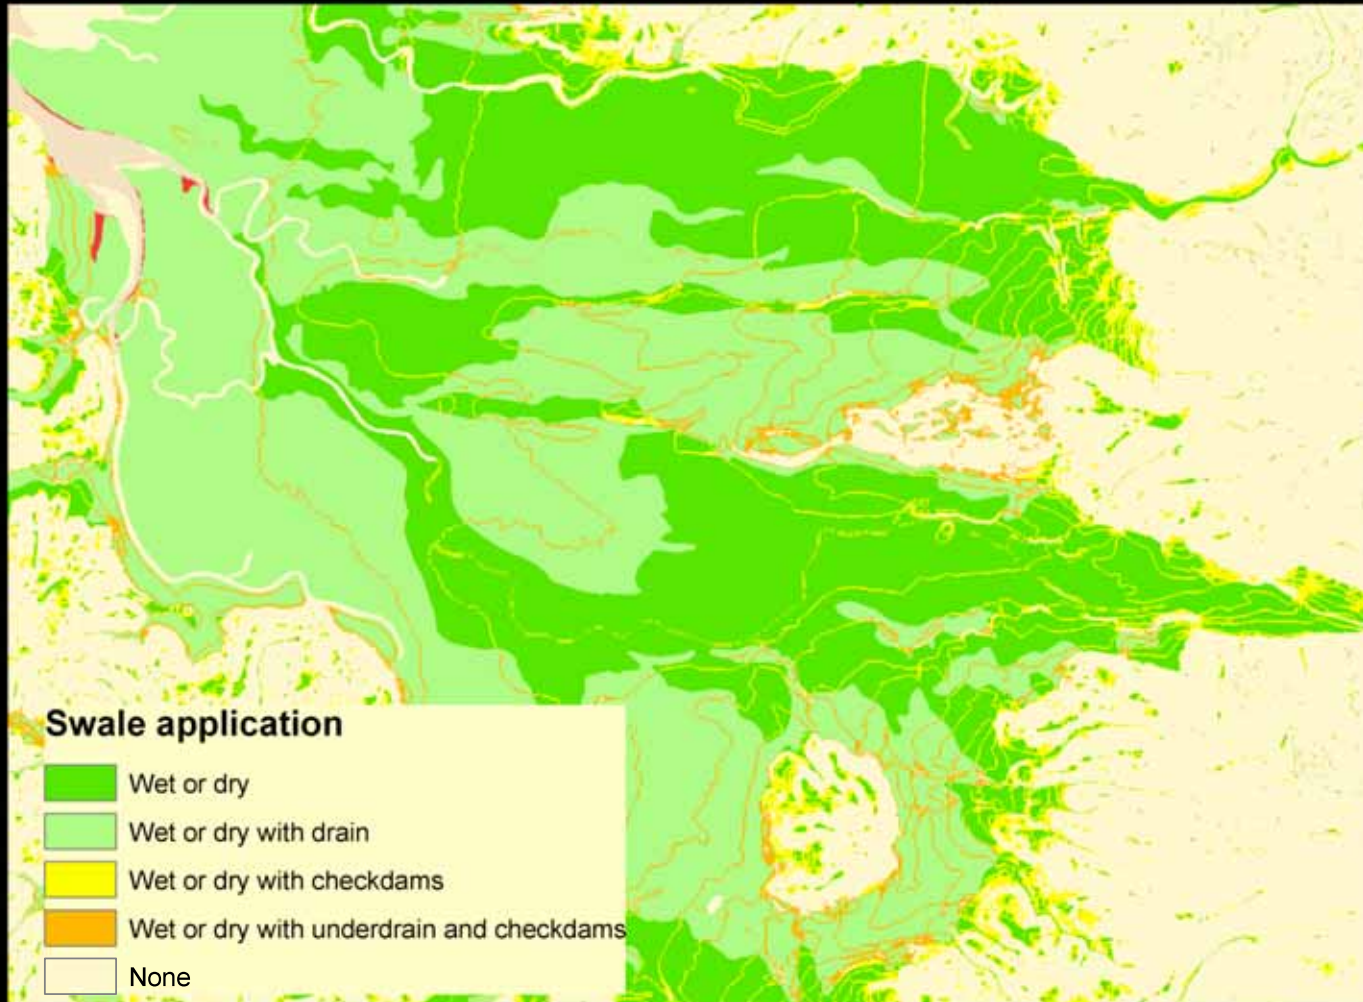 Swale application
Wet or dry
Wet or dry with drain
Wet or dry with checkdams
Wet or dry with underdrain and checkdams
None